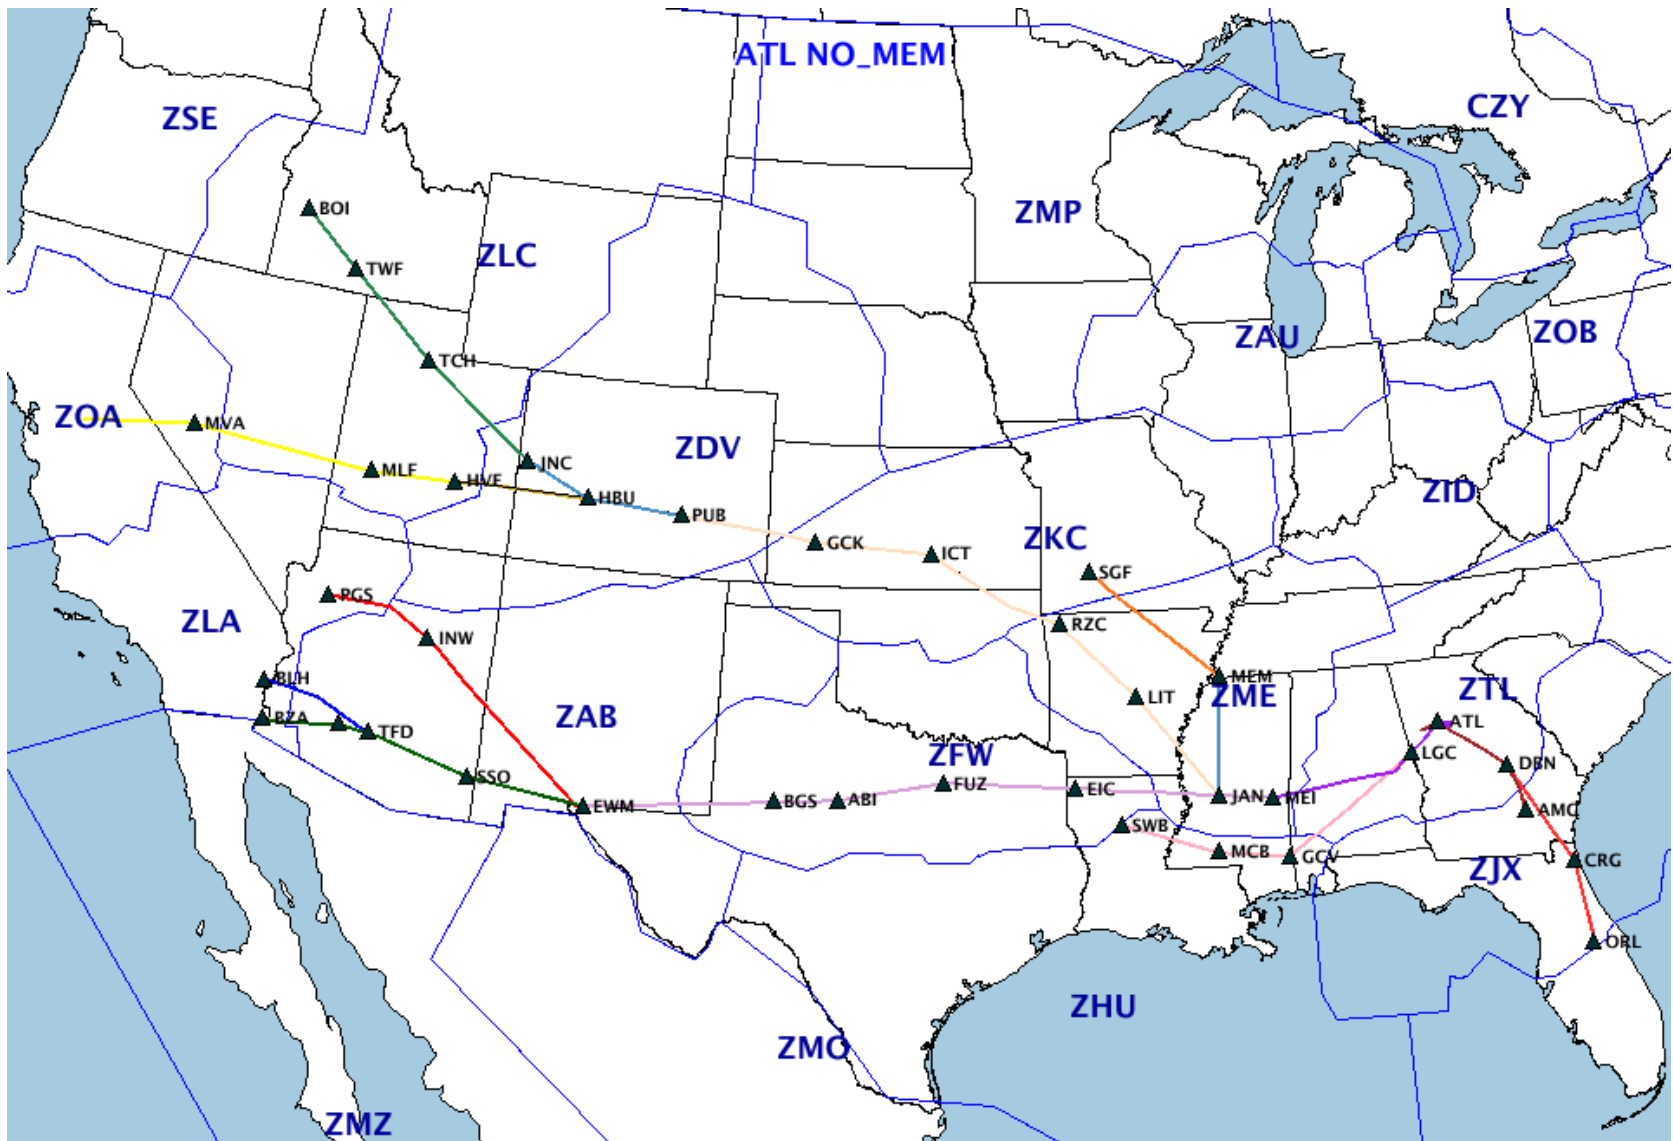 ATL NO_MEM
CZY
ZSE
BOI
ZMP
ZLC
TWF
ZAU
ZOB
TCH
ZOA
MVA
ZDV
INC
MLF
HVE
HBU
ZID
PUB
GCK
ICT
ZKC
SGF
PGS
ZLA
INW
RZC
BLH
MEM
ZTL
LIT
ZME
BZA
ZAB
ATL
TFD
ZFW
LGC
DBN
SSO
FUZ
EIC
EWM
BGS
ABI
JAN
MEI
AMG
SWB
MCB
GCV
CRG
ZJX
ORL
ZHU
ZMO
ZMZ